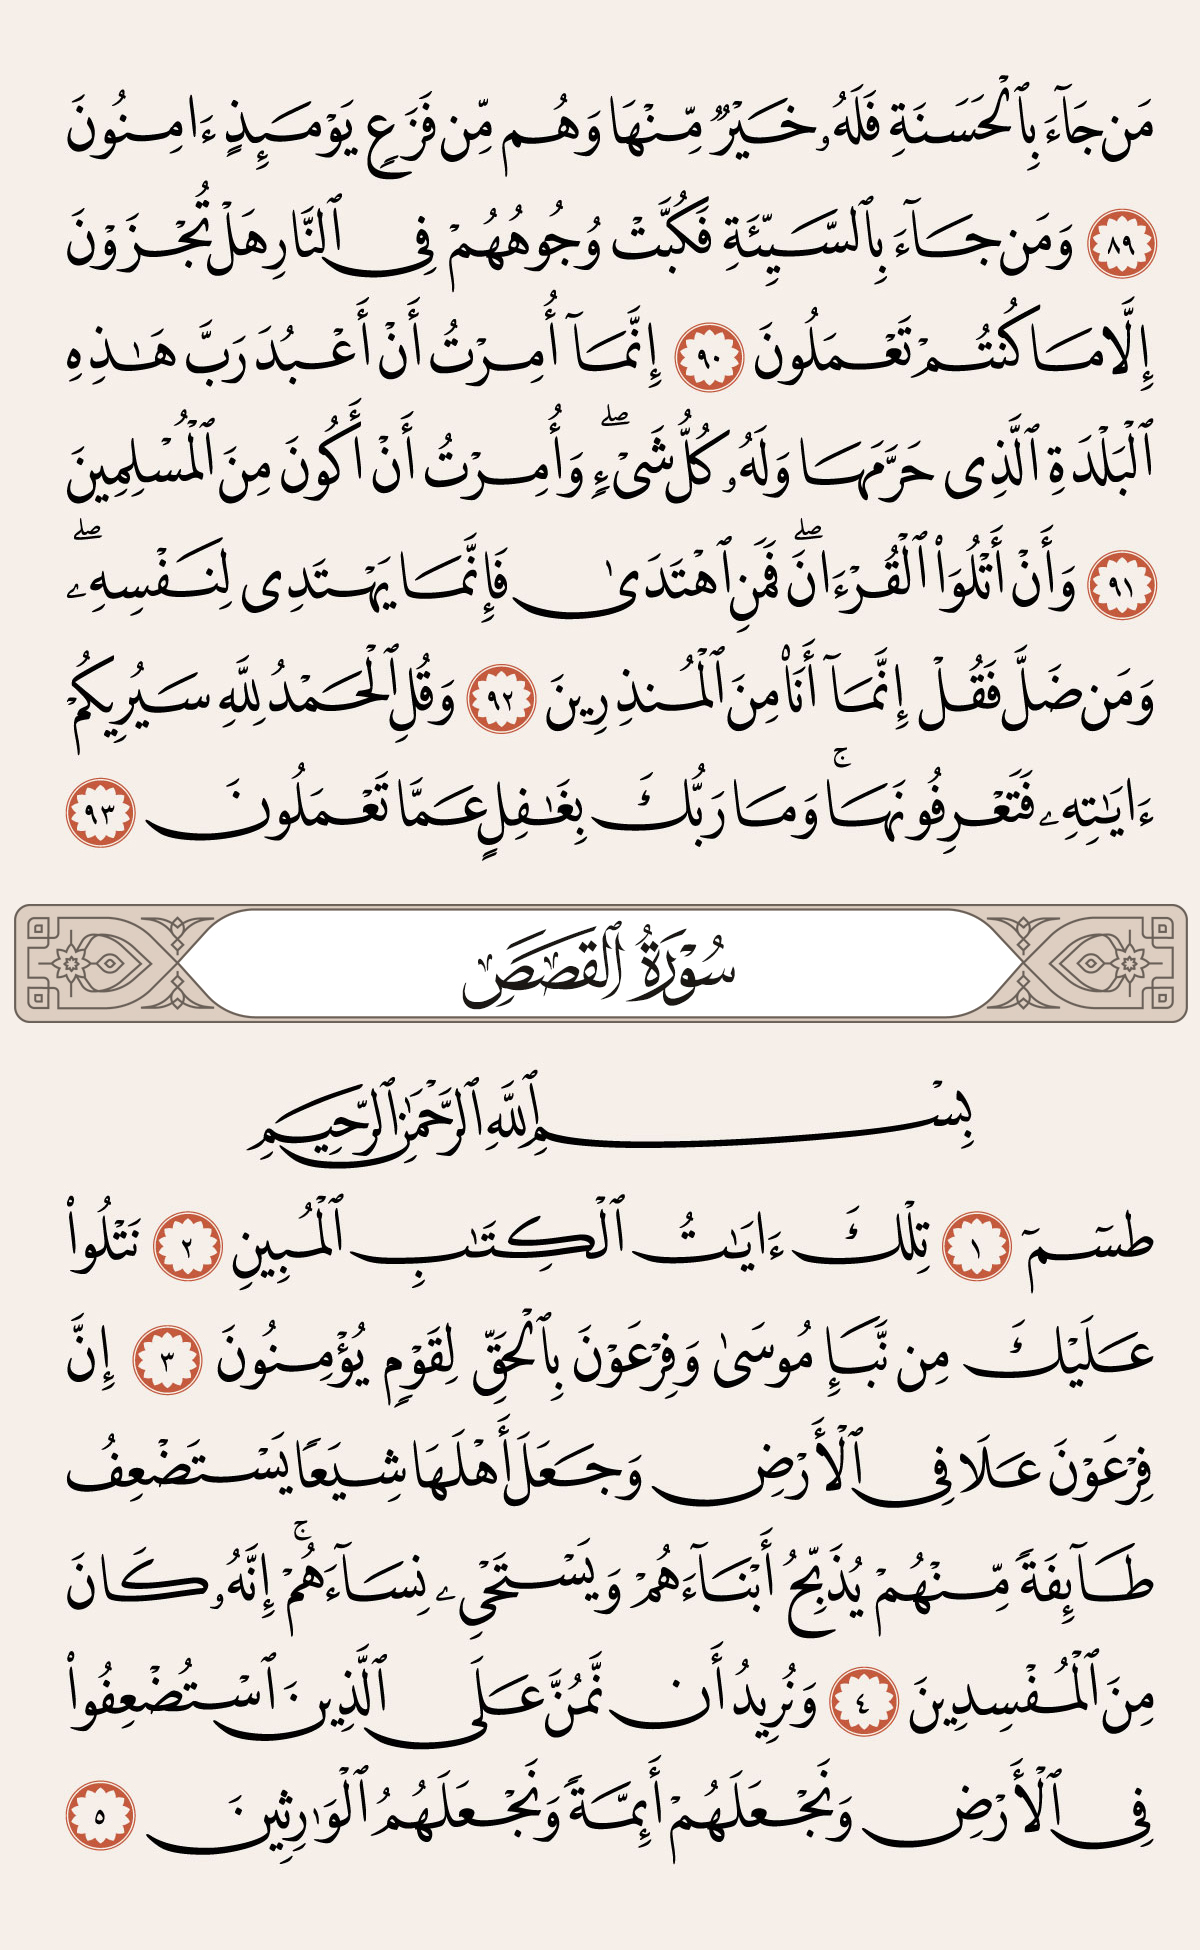 مَن جَآءَ بِٱلْحَسَنَةِ فَلَهُۥ خَيْرٌ مِّنْهَا وَهُم مِّن فَزَعٍ يَوْمَئِذٍ ءَامِنُونَ
٨٩ وَمَن جَآءَ بِٱلسَّيِّئَةِ فَكُبَّتْ وُجُوهُهُمْ فِى ٱلنَّارِ هَلْ تُجْزَوْنَ
إِلَّا مَا كُنتُمْ تَعْمَلُونَ ٩٠ إِنَّمَآ أُمِرْتُ أَنْ أَعْبُدَ رَبَّ هَـٰذِهِ
ٱلْبَلْدَةِ ٱلَّذِى حَرَّمَهَا وَلَهُۥ كُلُّ شَىْءٍۖ وَأُمِرْتُ أَنْ أَكُونَ مِنَ ٱلْمُسْلِمِينَ
٩١ وَأَنْ أَتْلُوَا۟ ٱلْقُرْءَانَۖ فَمَنِ ٱهْتَدَىٰ فَإِنَّمَا يَهْتَدِى لِنَفْسِهِۦۖ
وَمَن ضَلَّ فَقُلْ إِنَّمَآ أَنَا۠ مِنَ ٱلْمُنذِرِينَ ٩٢ وَقُلِ ٱلْحَمْدُ لِلَّهِ سَيُرِيكُمْ
ءَايَـٰتِهِۦ فَتَعْرِفُونَهَاۚ وَمَا رَبُّكَ بِغَـٰفِلٍ عَمَّا تَعْمَلُونَ ٩٣
سُورَةُ ٱلْقَصَصِ
بِسْمِ ٱللَّهِ ٱلرَّحْمَـٰنِ ٱلرَّحِيمِ
طسٓمٓ ١ تِلْكَ ءَايَـٰتُ ٱلْكِتَـٰبِ ٱلْمُبِينِ ٢ نَتْلُوا۟
عَلَيْكَ مِن نَّبَإِ مُوسَىٰ وَفِرْعَوْنَ بِٱلْحَقِّ لِقَوْمٍ يُؤْمِنُونَ ٣ إِنَّ
فِرْعَوْنَ عَلَا فِى ٱلْأَرْضِ وَجَعَلَ أَهْلَهَا شِيَعًا يَسْتَضْعِفُ
طَآئِفَةً مِّنْهُمْ يُذَبِّحُ أَبْنَآءَهُمْ وَيَسْتَحْىِۦ نِسَآءَهُمْۚ إِنَّهُۥ كَانَ
مِنَ ٱلْمُفْسِدِينَ ٤ وَنُرِيدُ أَن نَّمُنَّ عَلَى ٱلَّذِينَ ٱسْتُضْعِفُوا۟
فِى ٱلْأَرْضِ وَنَجْعَلَهُمْ أَئِمَّةً وَنَجْعَلَهُمُ ٱلْوَٰرِثِينَ ٥